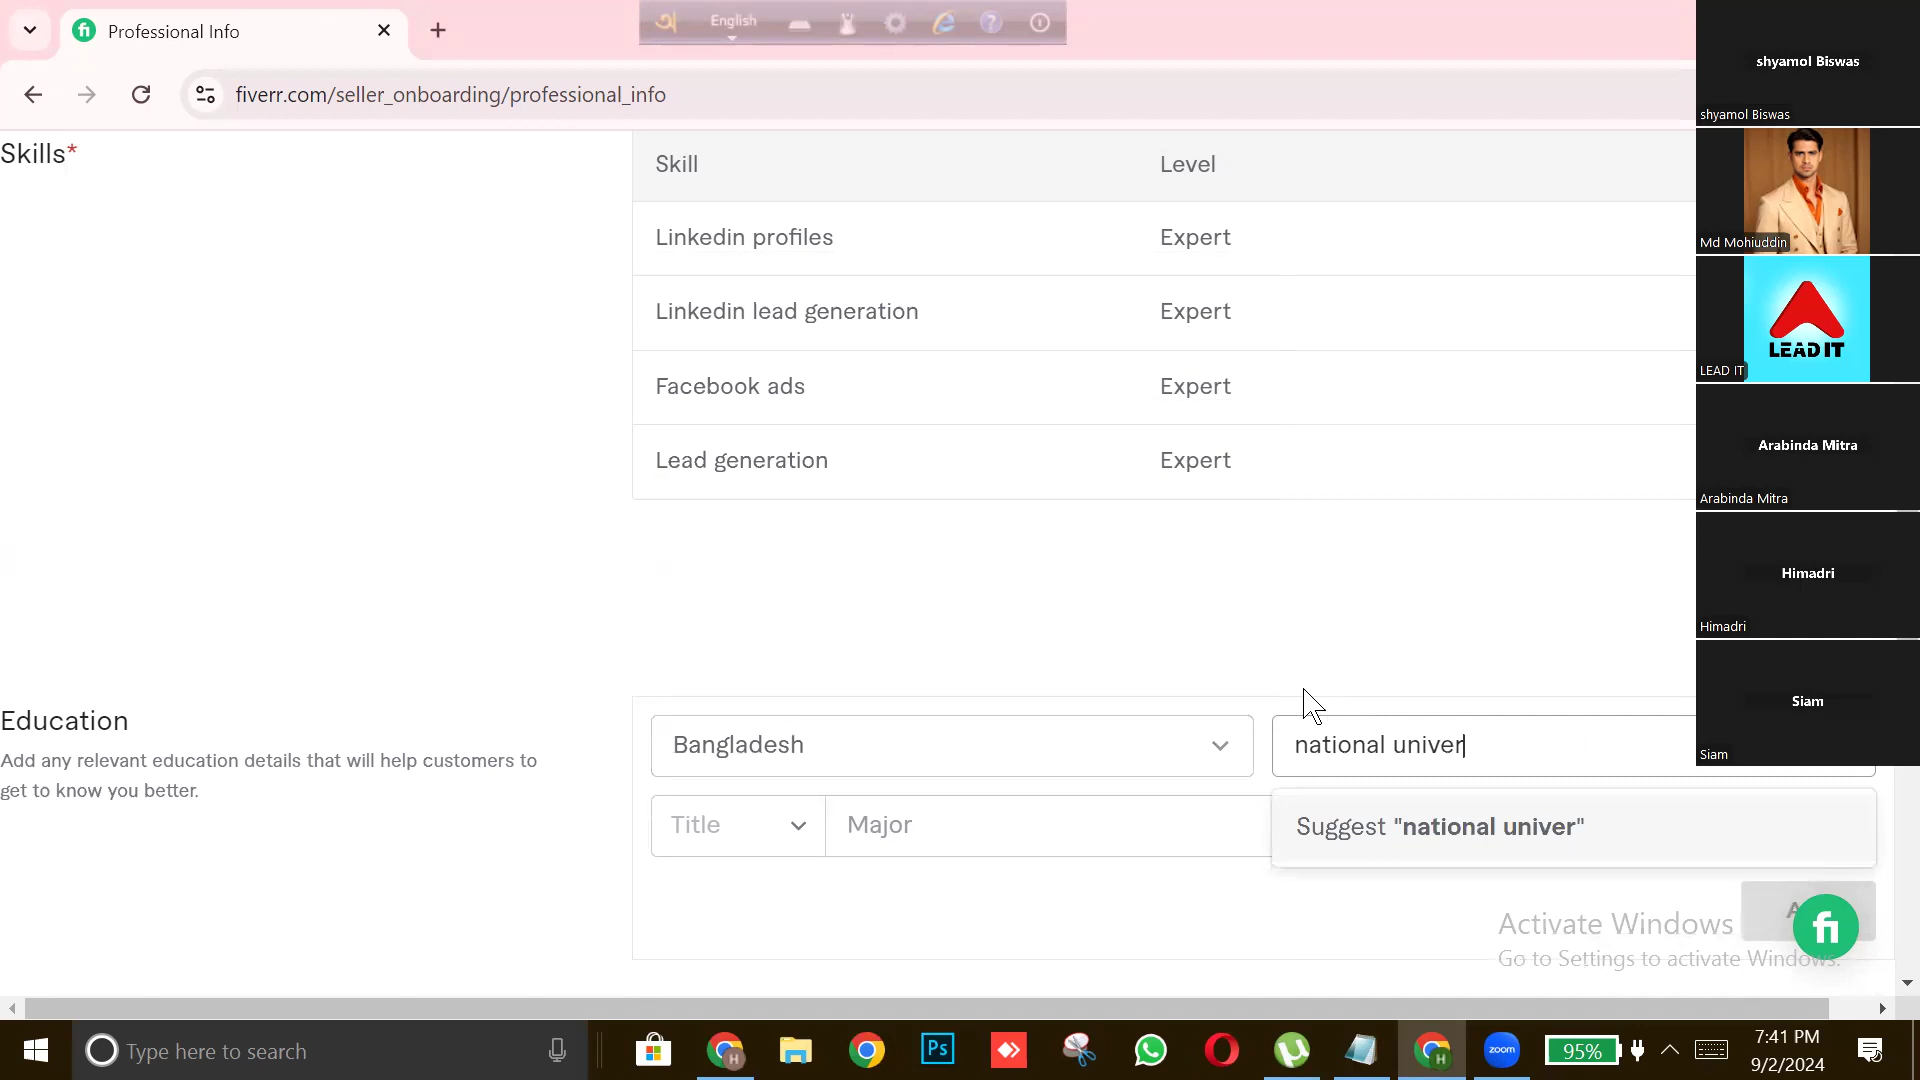 Professional Info
English
fiverr.com/seller_onboarding/professional_info
Skills*
Skill Level
Linkedin profiles Expert
Linkedin lead generation Expert
Facebook ads Expert
Lead generation Expert
Education
Add any relevant education details that will help customers to
get to know you better.
Bangladesh
national univer
Title
Major
Suggest "national univer"
fi
Activate Windows
Go to Settings to activate Windows.
shyamol Biswas
shyamol Biswas
Md Mohiuddin
LEAD IT
LEAD IT
Arabinda Mitra
Arabinda Mitra
Himadri
Himadri
Siam
Siam
Type here to search
H
Ps
H
zoom
95%
7:41 PM
9/2/2024